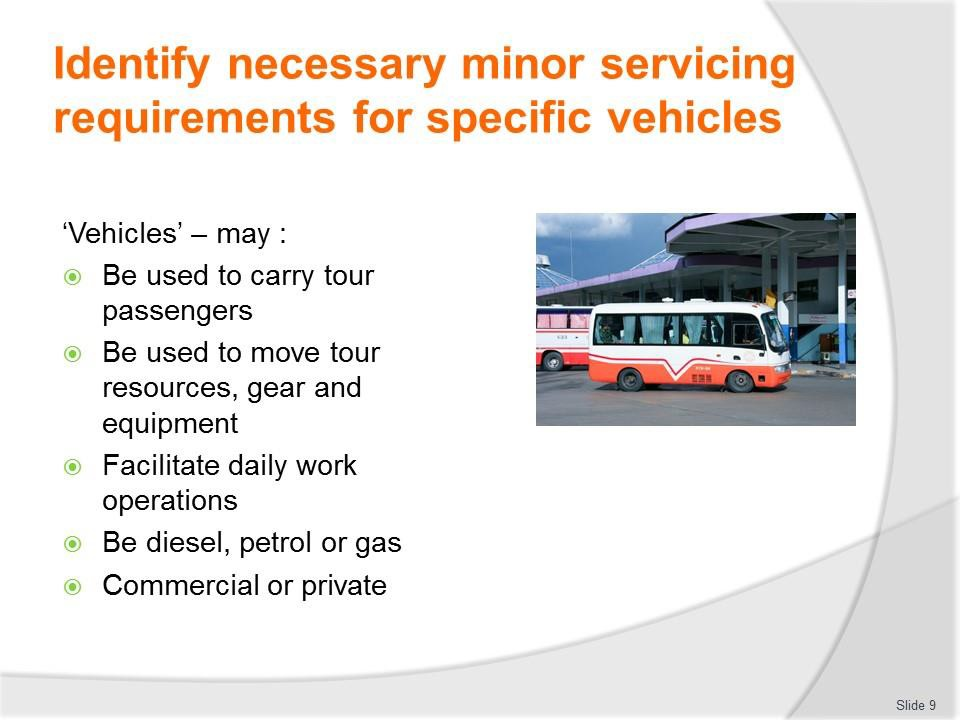 Identify necessary minor servicing
requirements for specific vehicles
‘Vehicles’ – may :
Be used to carry tour
passengers
Be used to move tour
resources, gear and
equipment
Facilitate daily work
operations
Be diesel, petrol or gas
Commercial or private
Slide 9